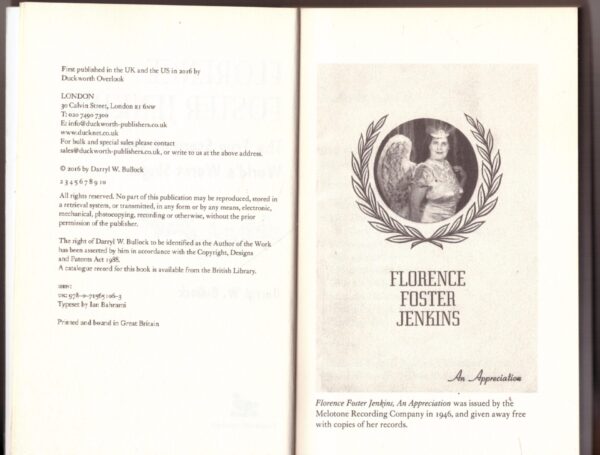 First published in the UK and the US in 2016 by
Duckworth Overlook
LONDON
30 Calvin Street, London E1 6NW
T: 020 7490 7300
E: info@duckworth-publishers.co.uk
www.ducknet.co.uk
For bulk and special sales please contact
sales@duckworth-publishers.co.uk, or write to us at the above address.
© 2016 by Darryl W. Bullock
2 3 4 5 6 7 8 9 10
All rights reserved. No part of this publication may be reproduced, stored in
a retrieval system, or transmitted, in any form or by any means, electronic,
mechanical, photocopying, recording or otherwise, without the prior
permission of the publisher.
The right of Darryl W. Bullock to be identified as the Author of the Work
has been asserted by him in accordance with the Copyright, Designs
and Patents Act 1988.
A catalogue record for this book is available from the British Library.
ISBN:
UK: 978-0-71565106-3
Typeset by Ian Bahrami
Printed and bound in Great Britain
FLORENCE
FOSTER
JENKINS
An Appreciation
Florence Foster Jenkins, An Appreciation was issued by the
Melotone Recording Company in 1946, and given away free
with copies of her records.